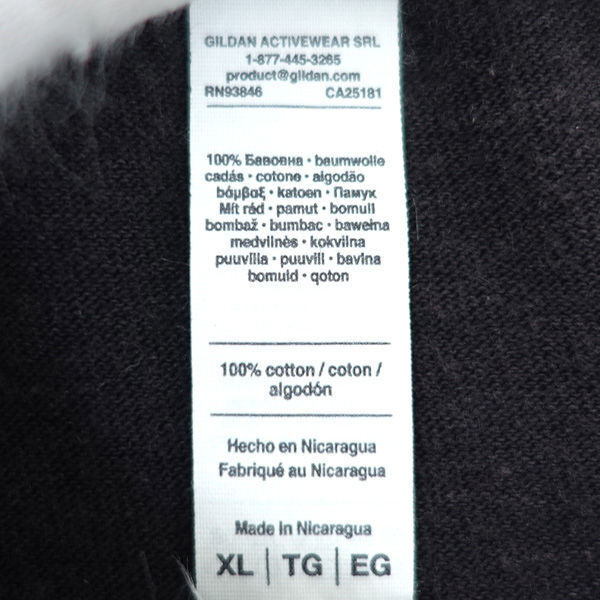 GILDAN ACTIVEWEAR SRL
1-877-445-3265
product@gildan.com
RN93846 CA25181
100% Бавовна • baumwolle
cadás • cotone • algodão
βάμβαξ • katoen • Памук
Mít rád • pamut • bomull
bombaž • bumbac • bawełna
medvilnės • kokvilna
puuvilla • puuvill • bavlna
bomuld • qoton
100% cotton / coton /
algodón
Hecho en Nicaragua
Fabriqué au Nicaragua
Made In Nicaragua
XL | TG | EG